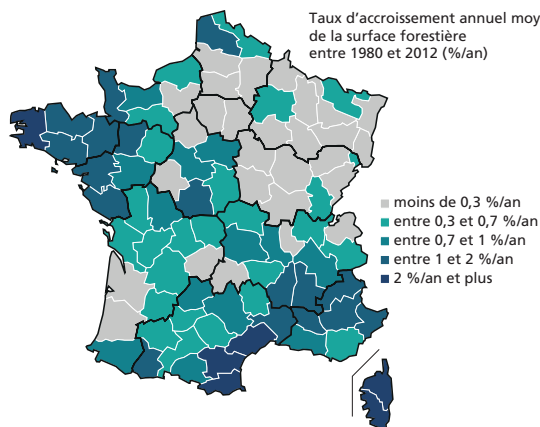 Taux d'accroissement annuel moy
de la surface forestière
entre 1980 et 2012 (%/an)
moins de 0,3 %/an
entre 0,3 et 0,7 %/an
entre 0,7 et 1 %/an
entre 1 et 2 %/an
2 %/an et plus